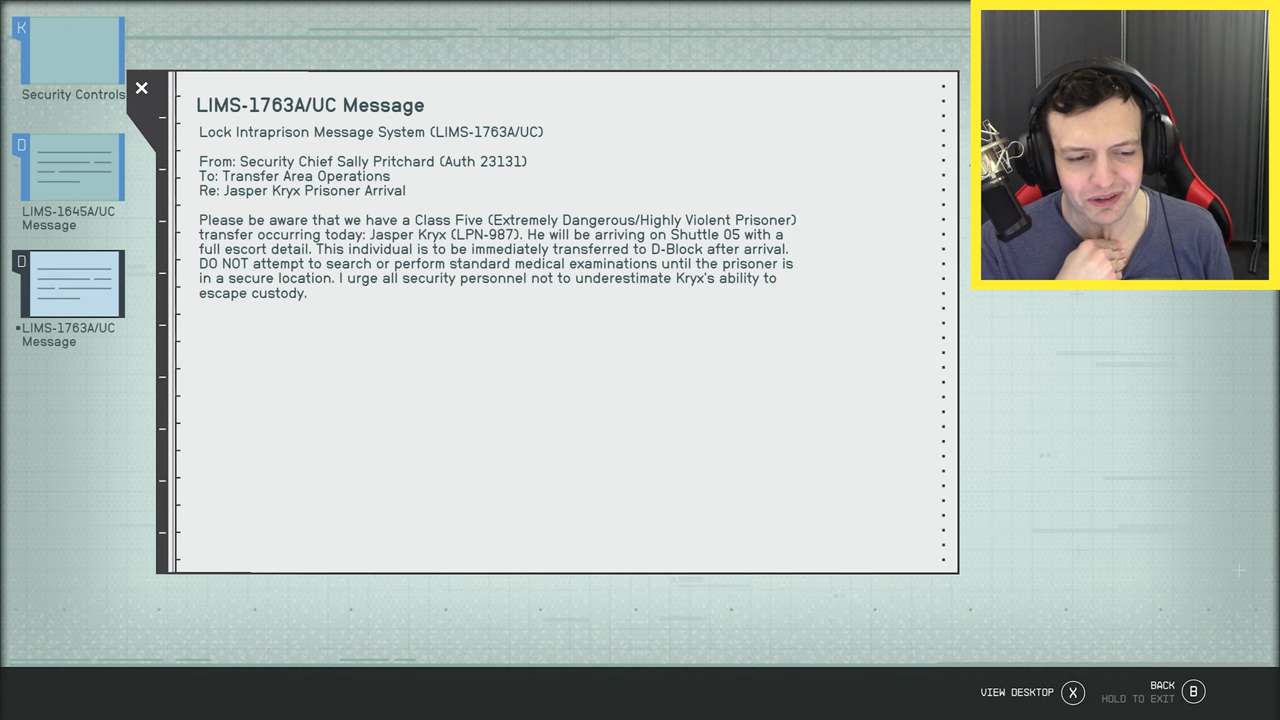 K
Security Controls
D
LIMS-1645A/UC
Message
D
LIMS-1763A/UC
Message
×
LIMS-1763A/UC Message
Lock Intraprison Message System (LIMS-1763A/UC)
From: Security Chief Sally Pritchard (Auth 23131)
To: Transfer Area Operations
Re: Jasper Kryx Prisoner Arrival
Please be aware that we have a Class Five (Extremely Dangerous/Highly Violent Prisoner)
transfer occurring today: Jasper Kryx (LPN-987). He will be arriving on Shuttle 05 with a
full escort detail. This individual is to be immediately transferred to D-Block after arrival.
DO NOT attempt to search or perform standard medical examinations until the prisoner is
in a secure location. I urge all security personnel not to underestimate Kryx's ability to
escape custody.
VIEW DESKTOP X
BACK B
HOLD TO EXIT